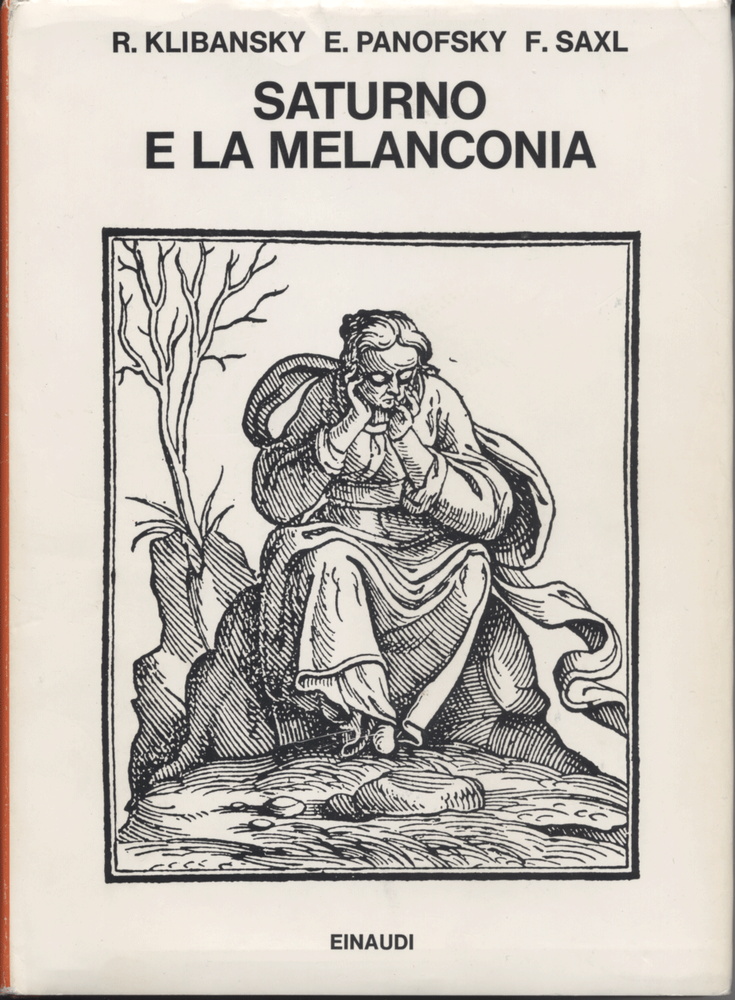 R. KLIBANSKY E. PANOFSKY F. SAXL
SATURNO
E LA MELANCONIA
EINAUDI